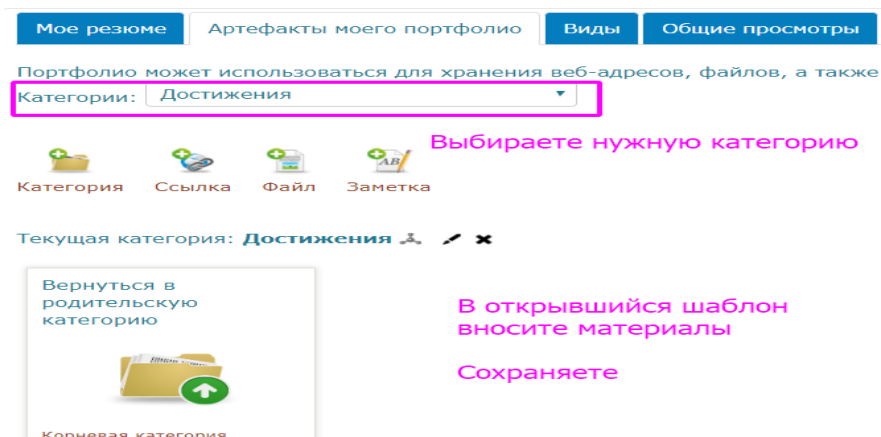 Мое резюме Артефакты моего портфолио Виды Общие просмотры
Портфолио может использоваться для хранения веб-адресов, файлов, а также
Категории: Достижения
Выбираете нужную категорию
Категория Ссылка Файл Заметка
Текущая категория: Достижения
Вернуться в
родительскую
категорию
В открывшийся шаблон
вносите материалы
Сохраняете
Корневая категория